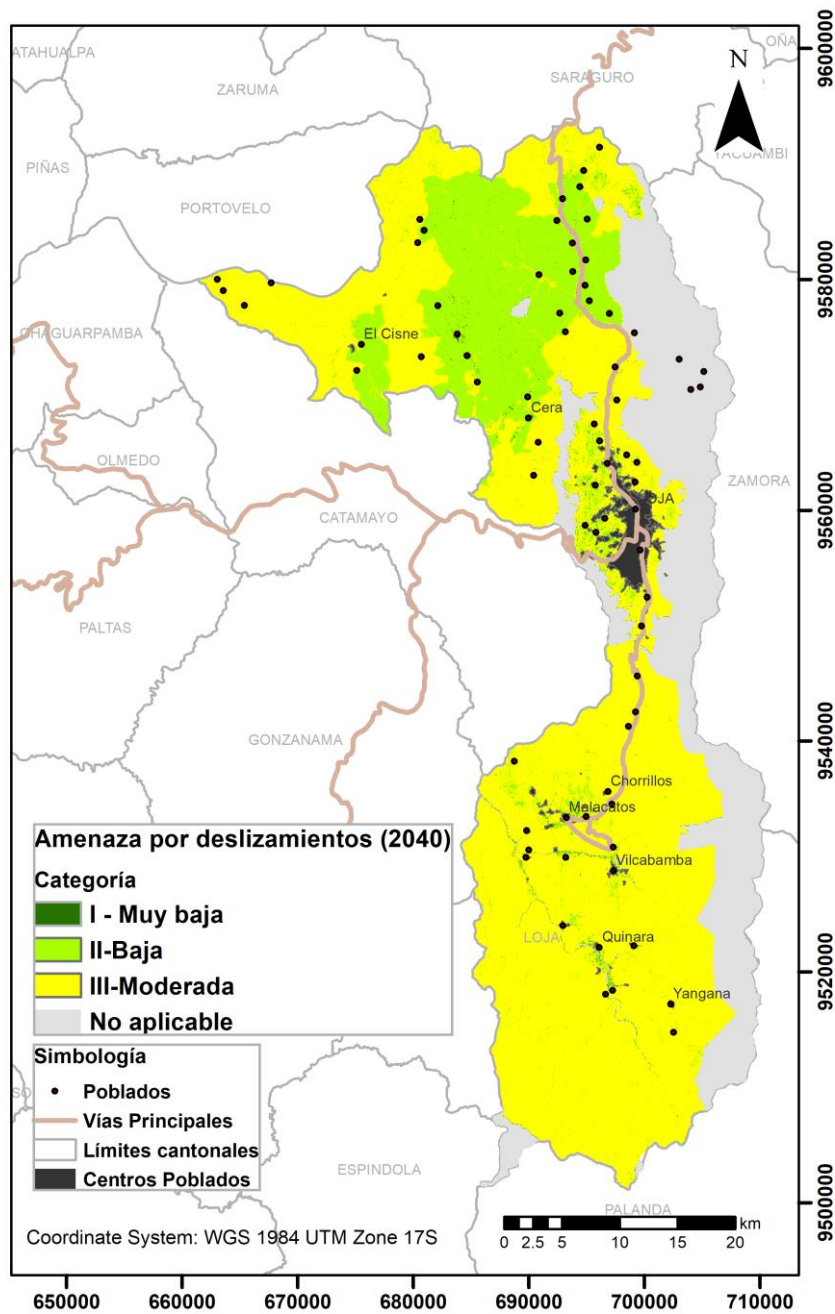 9600000
OÑA
ATAHUALPA
N
SARAGURO
ZARUMA
YACUAMBI
PIÑAS
PORTOVELO
9580000
CHAGUARPAMBA
El Cisne
Cera
OLMEDO
ZAMORA
OJA
9560000
CATAMAYO
PALTAS
GONZANAMA
9540000
Chorrillos
Malacatos
Vilcabamba
Amenaza por deslizamientos (2040)
Categoría
I - Muy baja
II-Baja
III-Moderada
No aplicable
LOJA
Quinara
9520000
Yangana
Simbología
Poblados
Vías Principales
Límites cantonales
Centros Poblados
SO
ESPINDOLA
PALANDA
9500000
Coordinate System: WGS 1984 UTM Zone 17S
0 2.5 5 10 15 20 km
650000 660000 670000 680000 690000 700000 710000